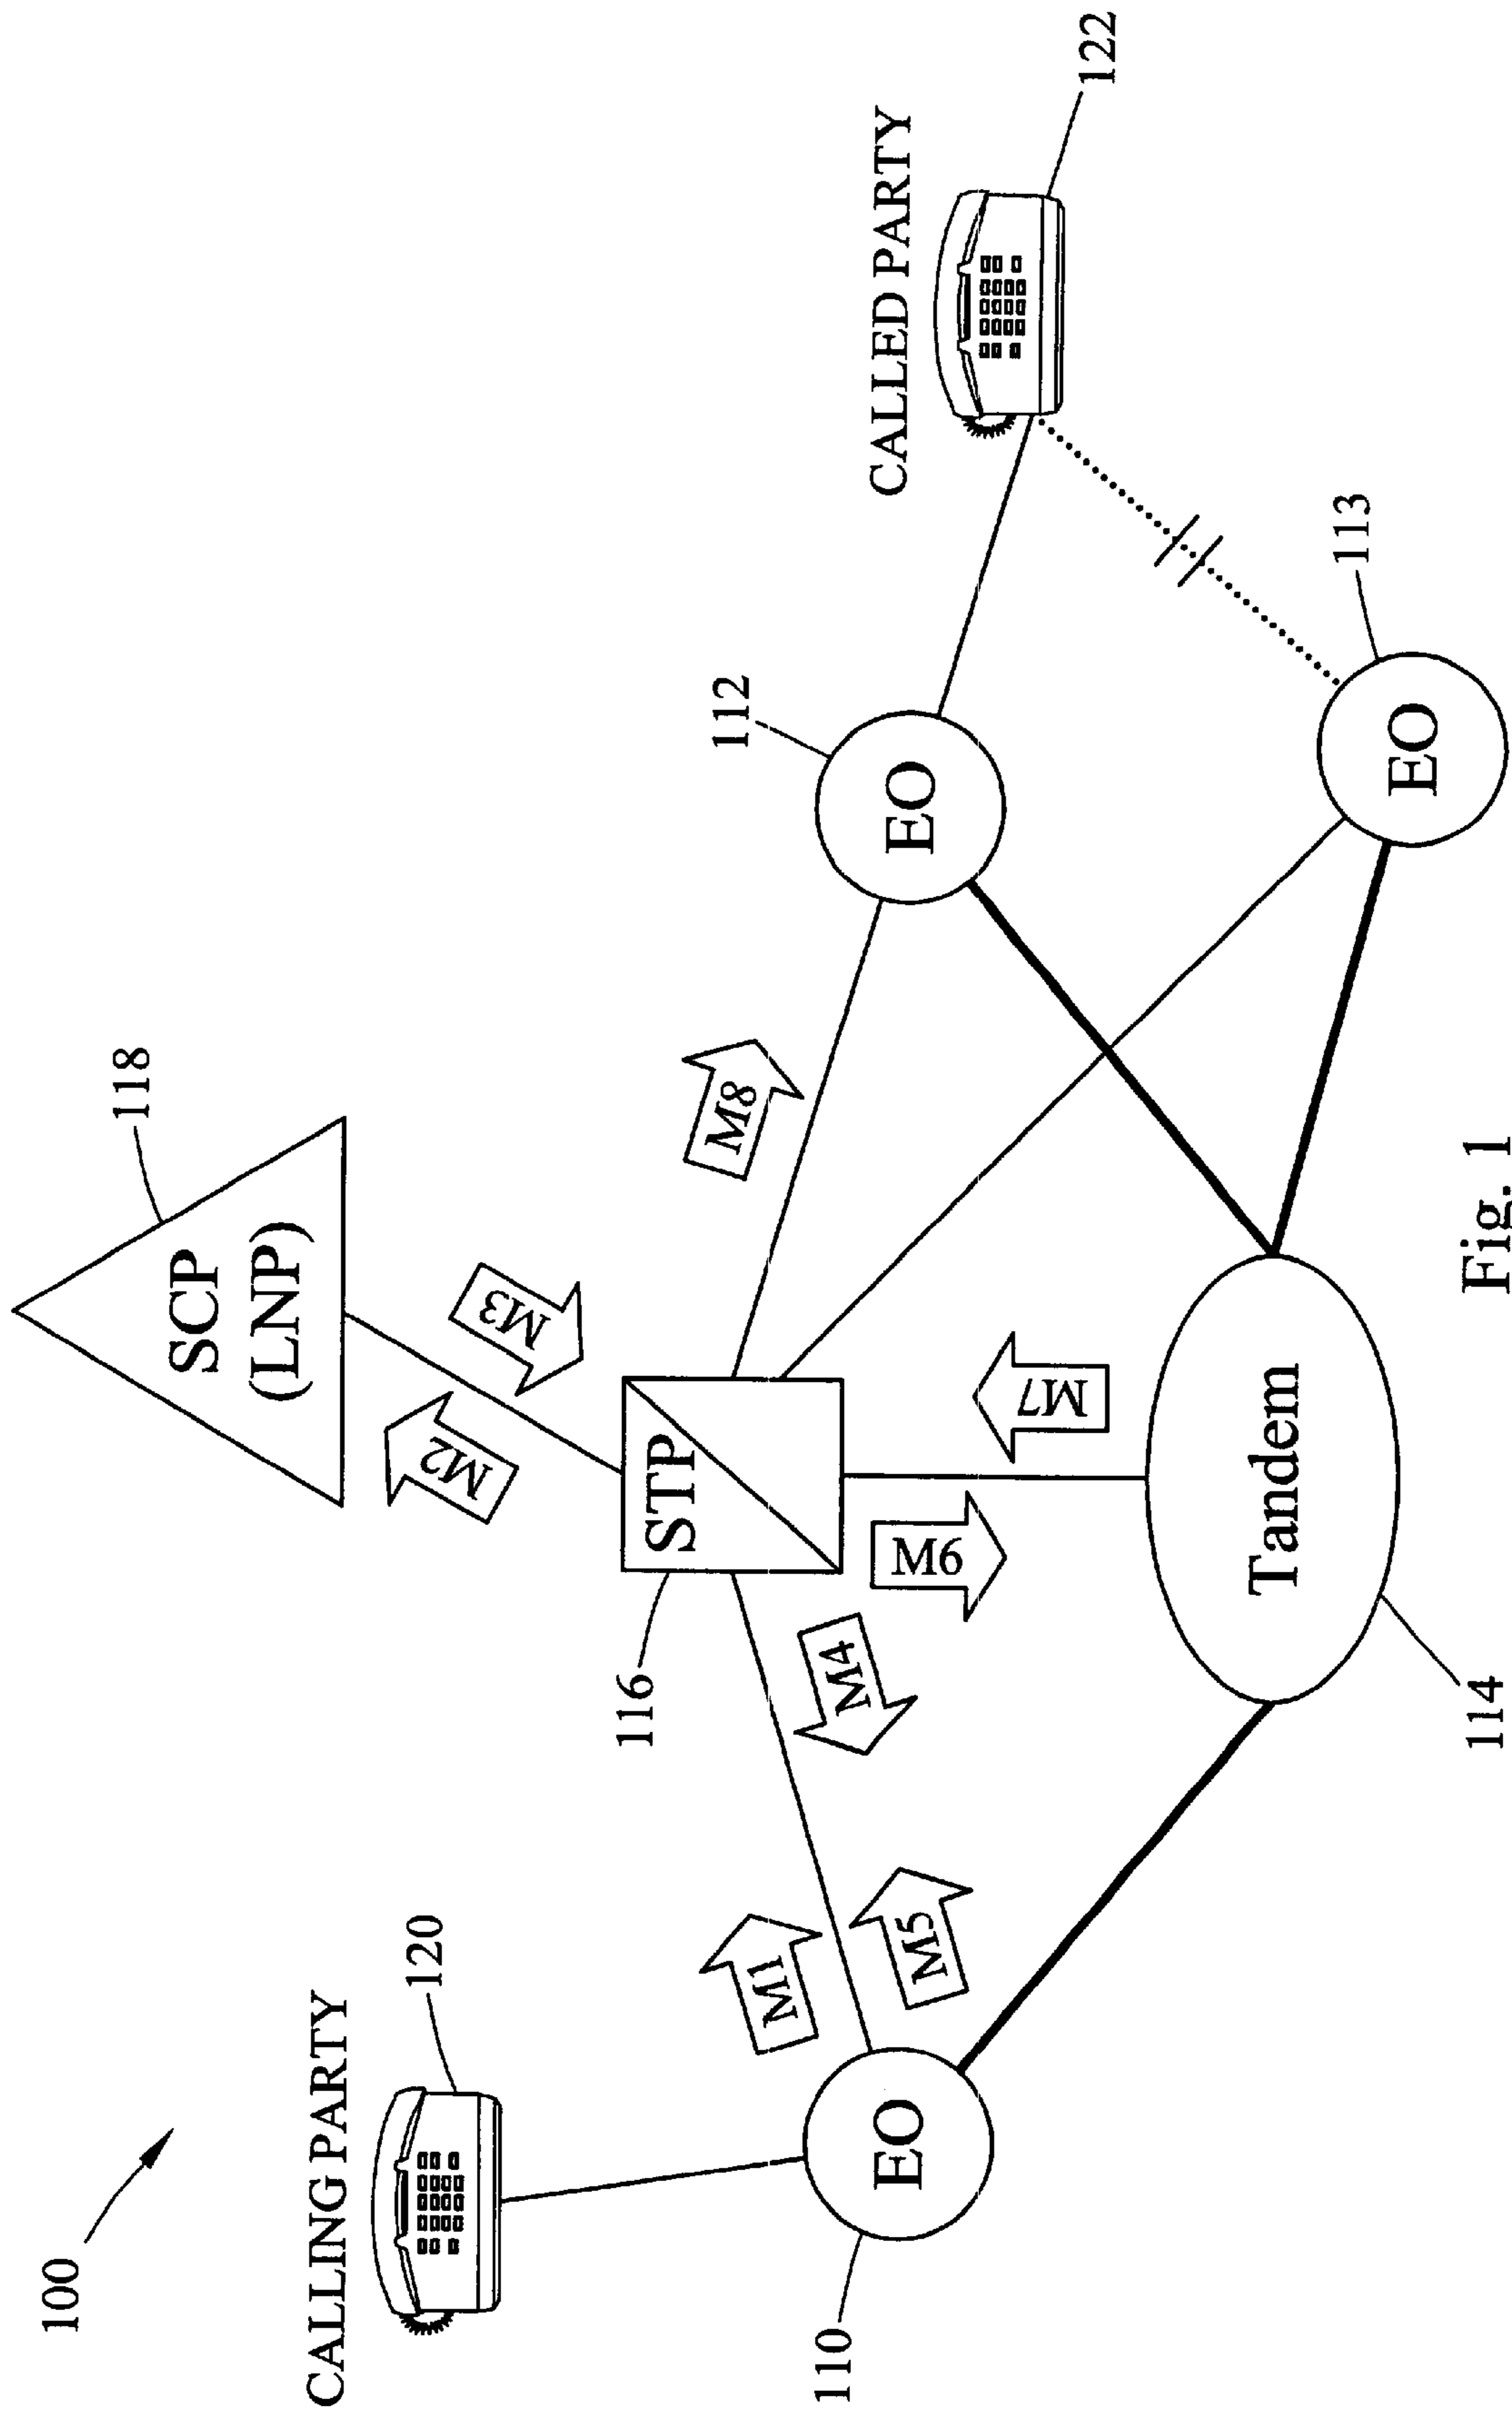 100
CALLING PARTY
120
110
EO
M1
M5
M4
116
STP
M2
M3
SCP
(LNP)
118
M6
M7
Tandem
114
M8
112
EO
113
EO
CALLED PARTY
122
Fig. 1